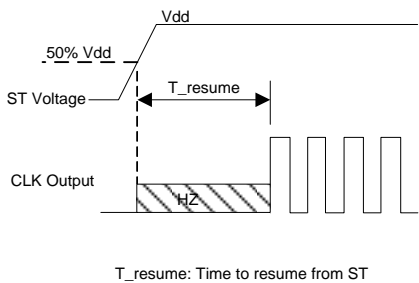 Vdd
50% Vdd
T_resume
ST Voltage
CLK Output
HZ
T_resume: Time to resume from ST